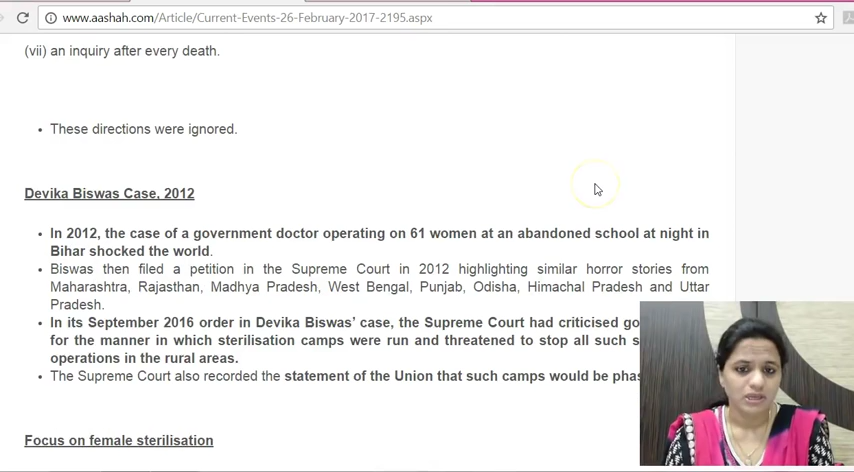 www.aashah.com/Article/Current-Events-26-February-2017-2195.aspx
(vii) an inquiry after every death.
• These directions were ignored.
Devika Biswas Case, 2012
• In 2012, the case of a government doctor operating on 61 women at an abandoned school at night in
Bihar shocked the world.
• Biswas then filed a petition in the Supreme Court in 2012 highlighting similar horror stories from
Maharashtra, Rajasthan, Madhya Pradesh, West Bengal, Punjab, Odisha, Himachal Pradesh and Uttar
Pradesh.
• In its September 2016 order in Devika Biswas' case, the Supreme Court had criticised
for the manner in which sterilisation camps were run and threatened to stop all such
operations in the rural areas.
• The Supreme Court also recorded the statement of the Union that such camps would be
Focus on female sterilisation